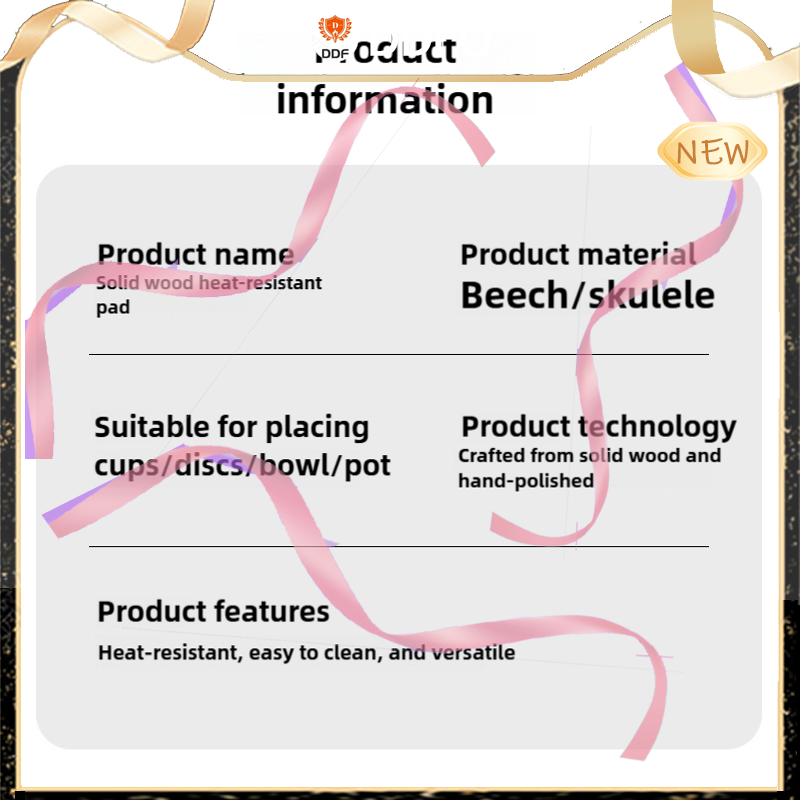 DDF
Product
information
NEW
Product name
Solid wood heat-resistant
pad
Product material
Beech/skulele
Suitable for placing
cups/discs/bowl/pot
Product technology
Crafted from solid wood and
hand-polished
Product features
Heat-resistant, easy to clean, and versatile